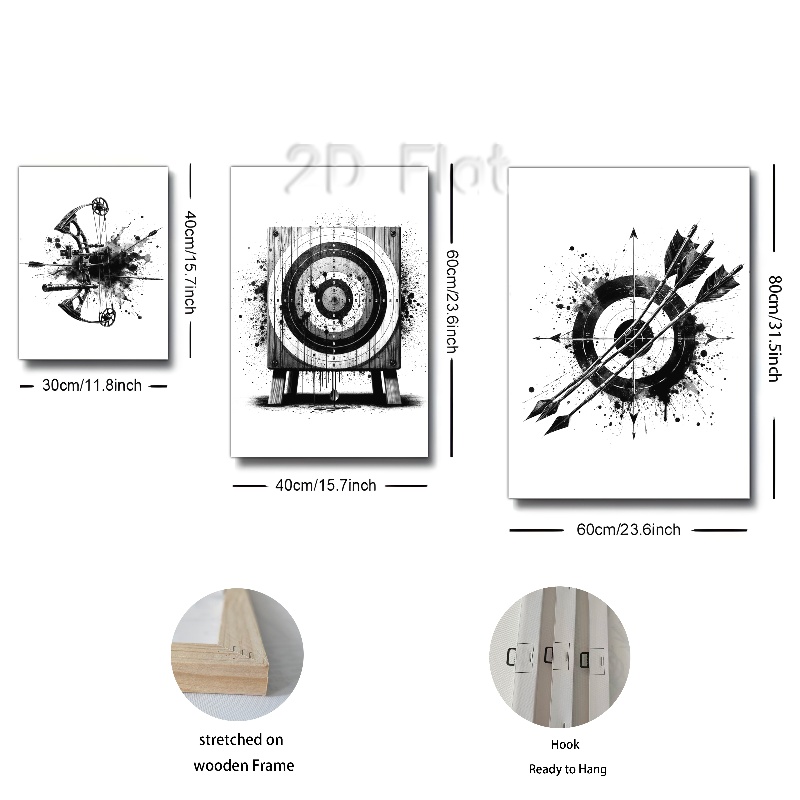 2D Flat
40cm/15.7inch
30cm/11.8inch
60cm/23.6inch
40cm/15.7inch
80cm/31.5inch
60cm/23.6inch
stretched on
wooden Frame
Hook
Ready to Hang